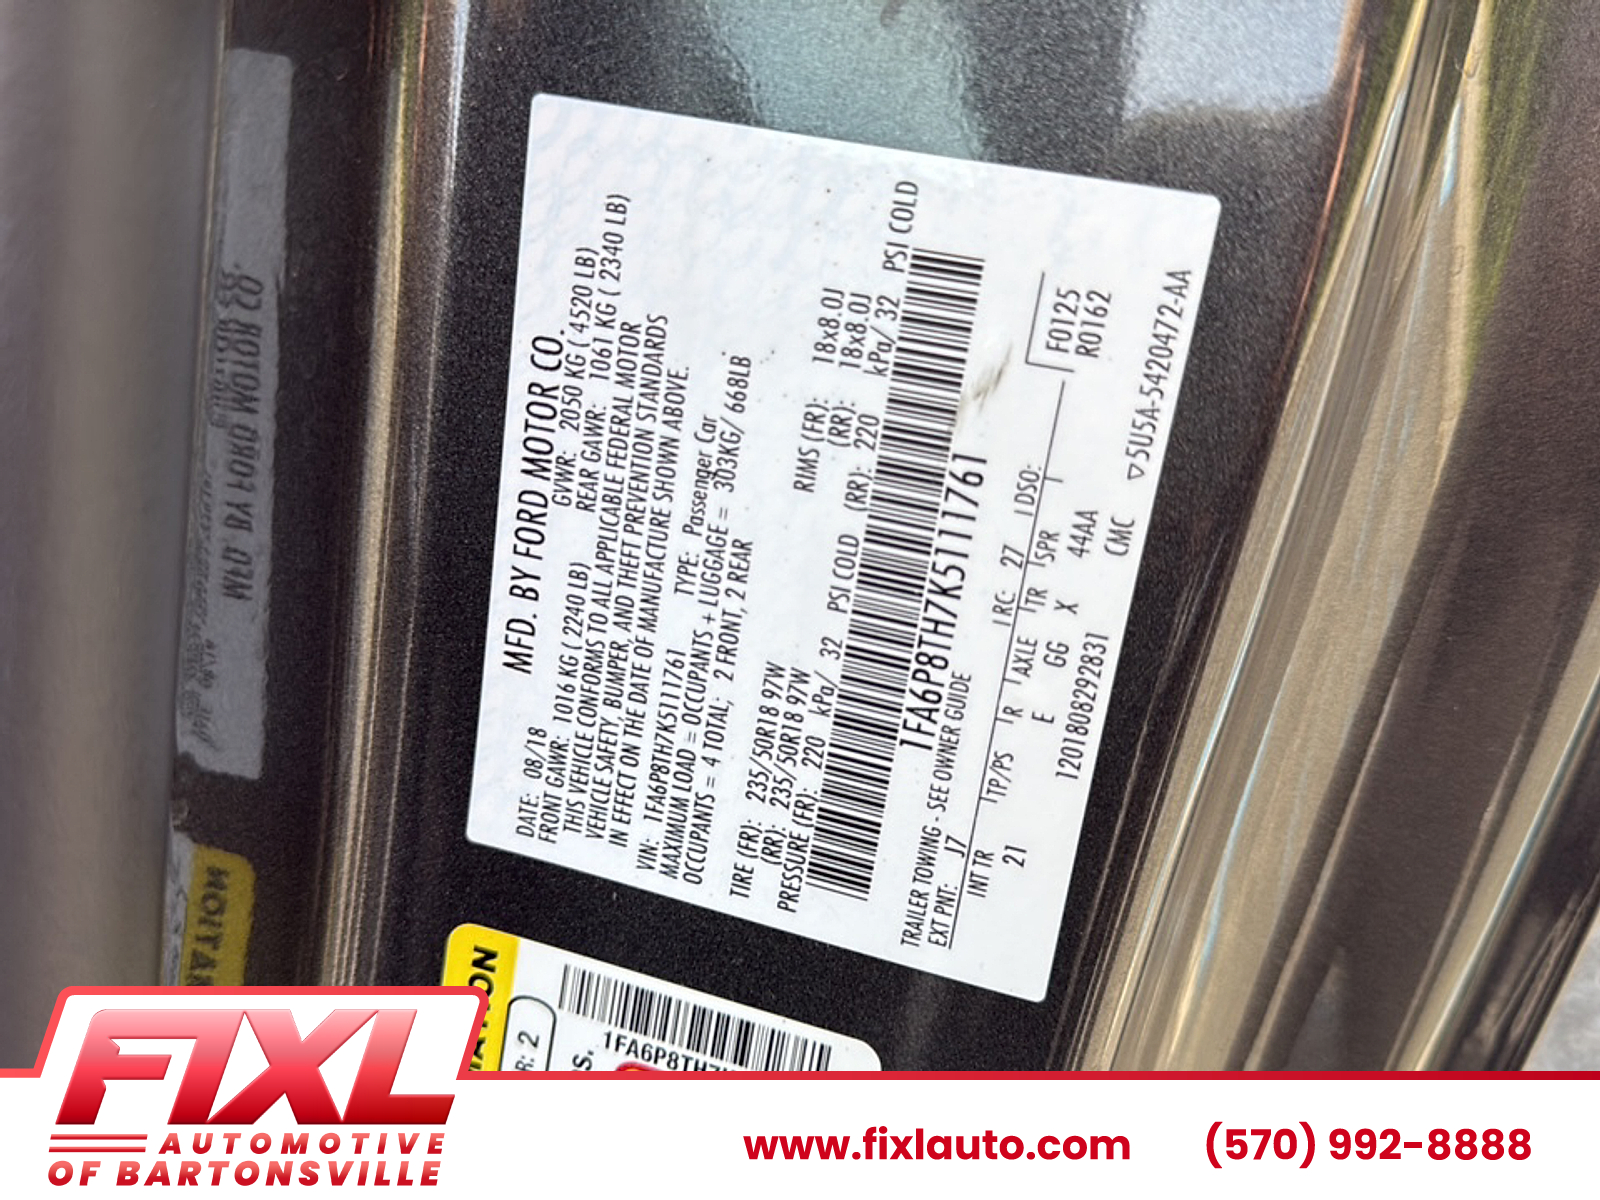 MFD. BY FORD MOTOR CO.
DATE: 08/18 GVWR: 2050 KG ( 4520 LB)
FRONT GAWR: 1016 KG ( 2240 LB) REAR GAWR: 1061 KG ( 2340 LB)
THIS VEHICLE CONFORMS TO ALL APPLICABLE FEDERAL MOTOR
VEHICLE SAFETY, BUMPER, AND THEFT PREVENTION STANDARDS
IN EFFECT ON THE DATE OF MANUFACTURE SHOWN ABOVE.
VIN: 1FA6P8TH7K5111761 TYPE: Passenger Car
MAXIMUM LOAD = OCCUPANTS + LUGGAGE = 303KG/ 668LB
OCCUPANTS = 4 TOTAL; 2 FRONT, 2 REAR
TIRE (FR): 235/50R18 97W RIMS (FR): 18x8.0J
(RR): 235/50R18 97W (RR): 18x8.0J
PRESSURE (FR): 220 kPa/ 32 PSI COLD (RR): 220 kPa/ 32 PSI COLD
1FA6P8TH7K5111761
TRAILER TOWING - SEE OWNER GUIDE
EXT PNT: J7 RC: 27 DSO: F0125
R0162
INT TR TP/PS R AXLE TR SPR
21 E GG X 44AA
1201808292831 CMC ▽5U5A-5420472-AA
R: 2
1FA6P8TH7
FIXL
AUTOMOTIVE
OF BARTONSVILLE
www.fixlauto.com
(570) 992-8888